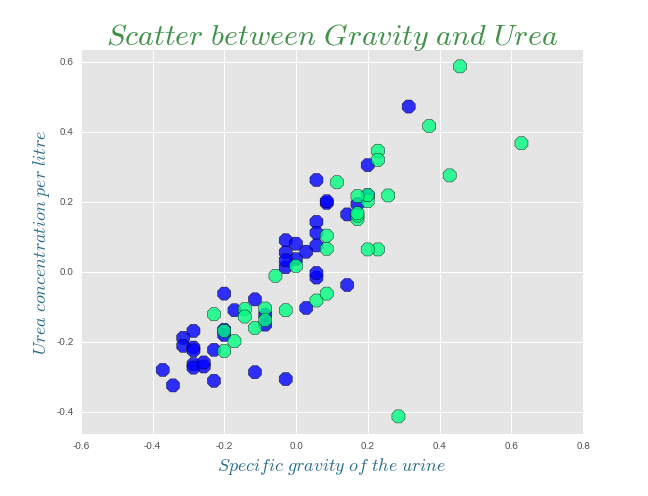 Scatter between Gravity and Urea
0.6
0.4
0.2
0.0
-0.2
-0.4
Urea concentration per litre
-0.6 -0.4 -0.2 0.0 0.2 0.4 0.6 0.8
Specific gravity of the urine